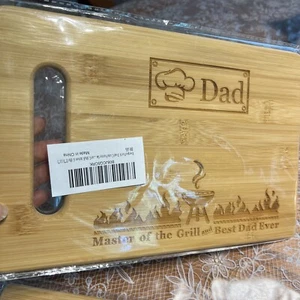 Dad
Master of the Grill and Best Dad Ever
Made in China